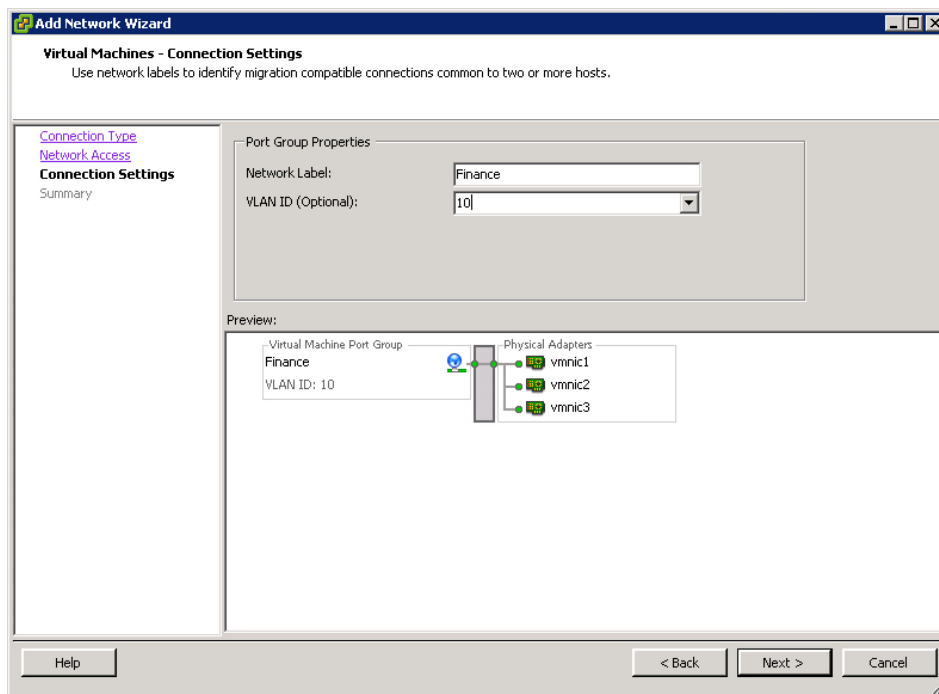 Add Network Wizard
Virtual Machines - Connection Settings
Use network labels to identify migration compatible connections common to two or more hosts.
Connection Type
Network Access
Connection Settings
Summary
Port Group Properties
Network Label:
Finance
VLAN ID (Optional):
10
Preview:
Virtual Machine Port Group
Finance
VLAN ID: 10
Physical Adapters
vmnic1
vmnic2
vmnic3
Help
< Back
Next >
Cancel